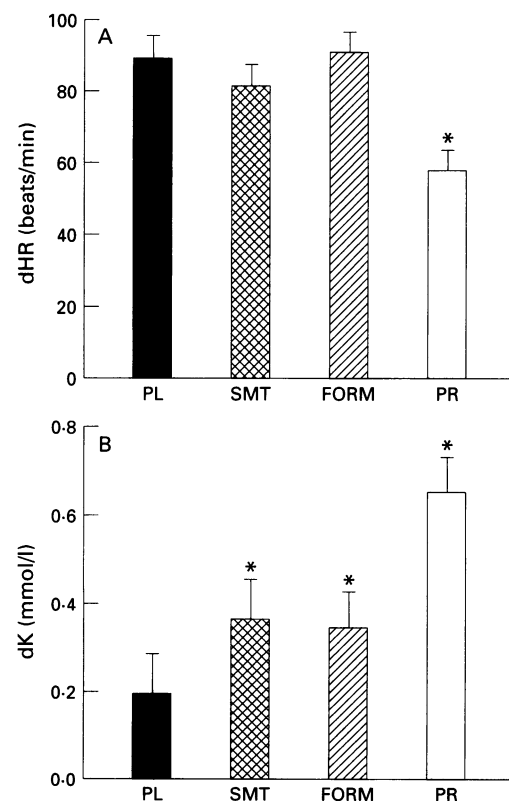 A
100
80
60
40
20
0
dHR (beats/min)
*
PL SMT FORM PR
B
0·8
0·6
0·4
0·2
0·0
dK (mmol/l)
* * *
PL SMT FORM PR